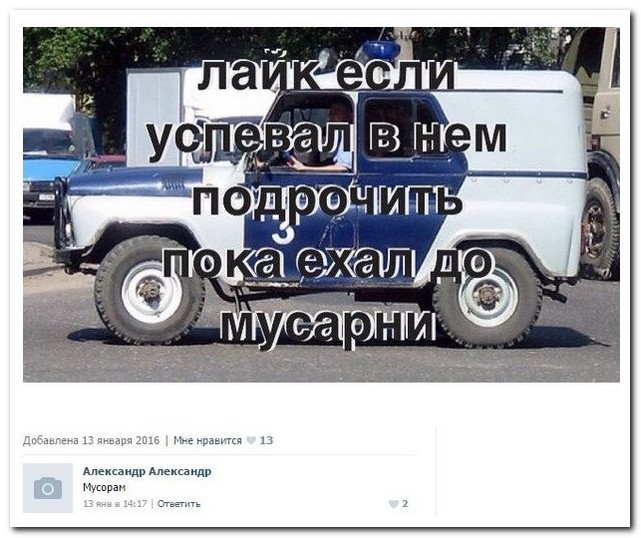 лайк если
успевал в нем
подрочить
пока ехал до
мусарни
Добавлена 13 января 2016 | Мне нравится 13
Александр Александр
Мусорам
13 янв в 14:17 | Ответить 2